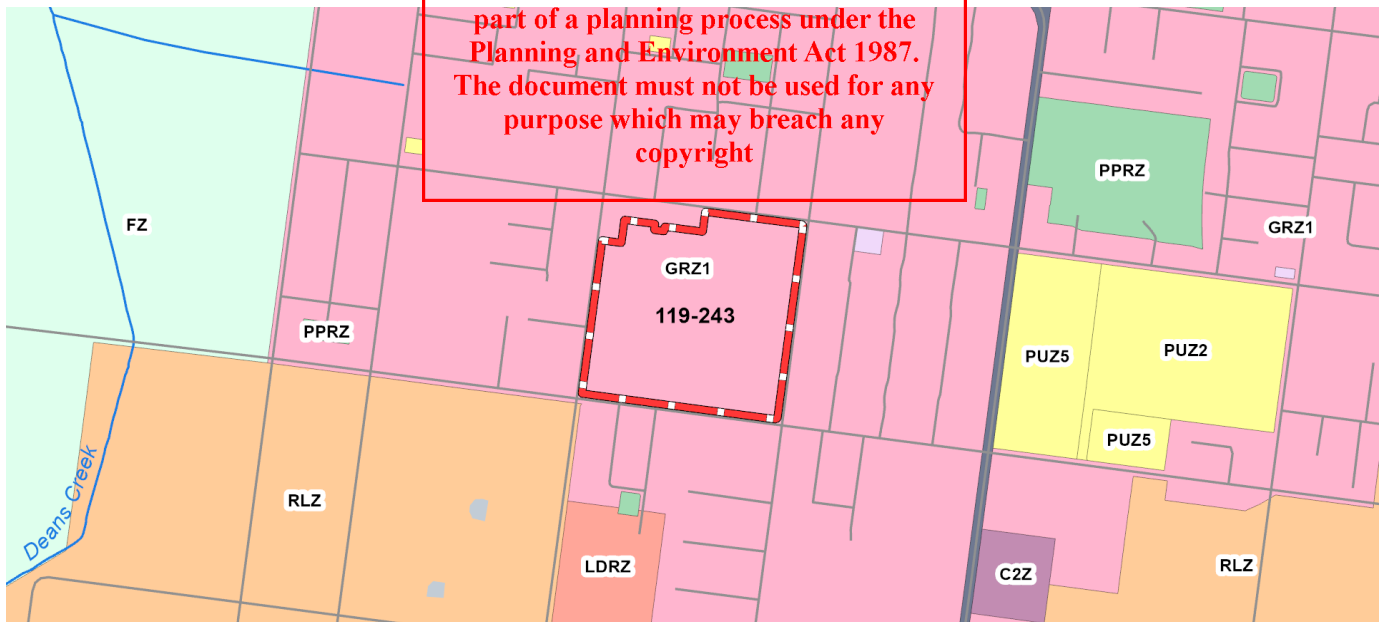 part of a planning process under the
Planning and Environment Act 1987.
The document must not be used for any
purpose which may breach any
copyright
PPRZ
FZ
GRZ1
GRZ1
119-243
PPRZ
PUZ5
PUZ2
PUZ5
Deans Creek
RLZ
LDRZ
C2Z
RLZ